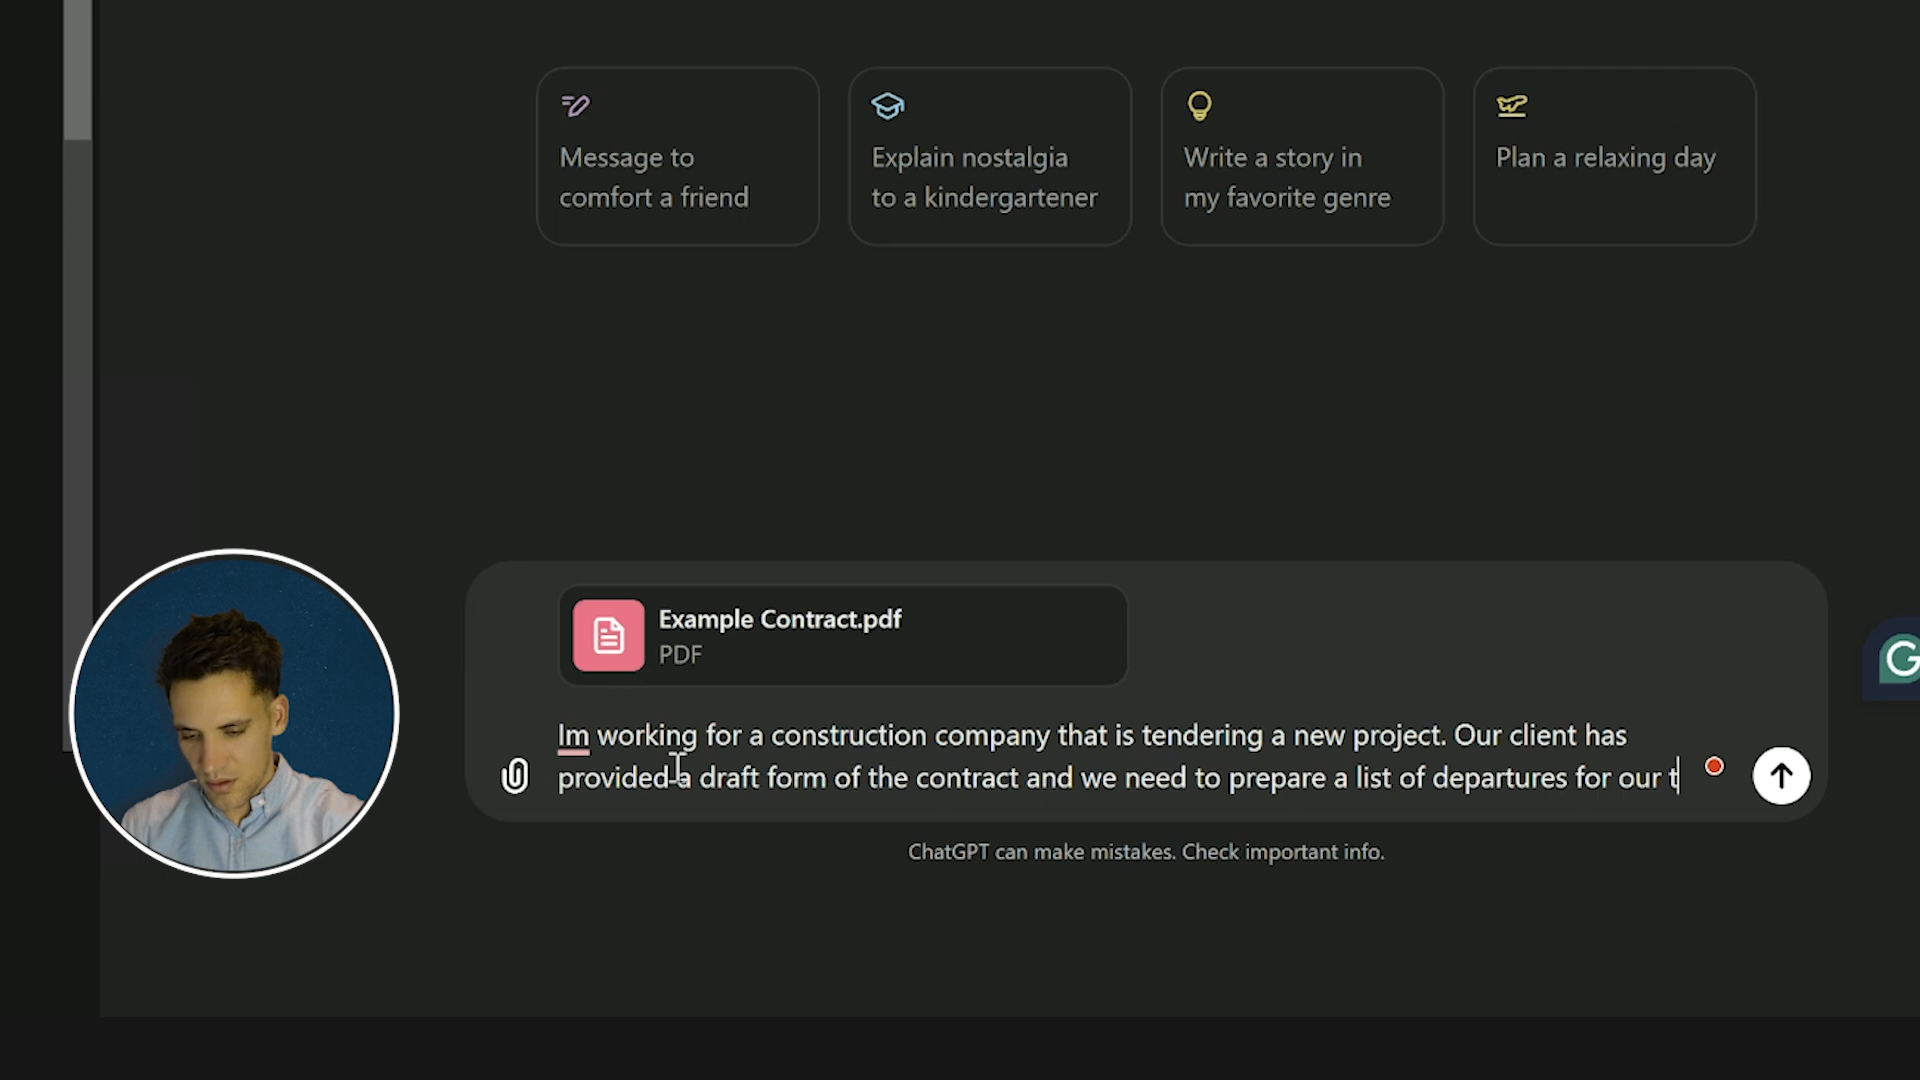 Message to
comfort a friend
Explain nostalgia
to a kindergartener
Write a story in
my favorite genre
Plan a relaxing day
Example Contract.pdf
PDF
Im working for a construction company that is tendering a new project. Our client has
provided a draft form of the contract and we need to prepare a list of departures for our t
ChatGPT can make mistakes. Check important info.